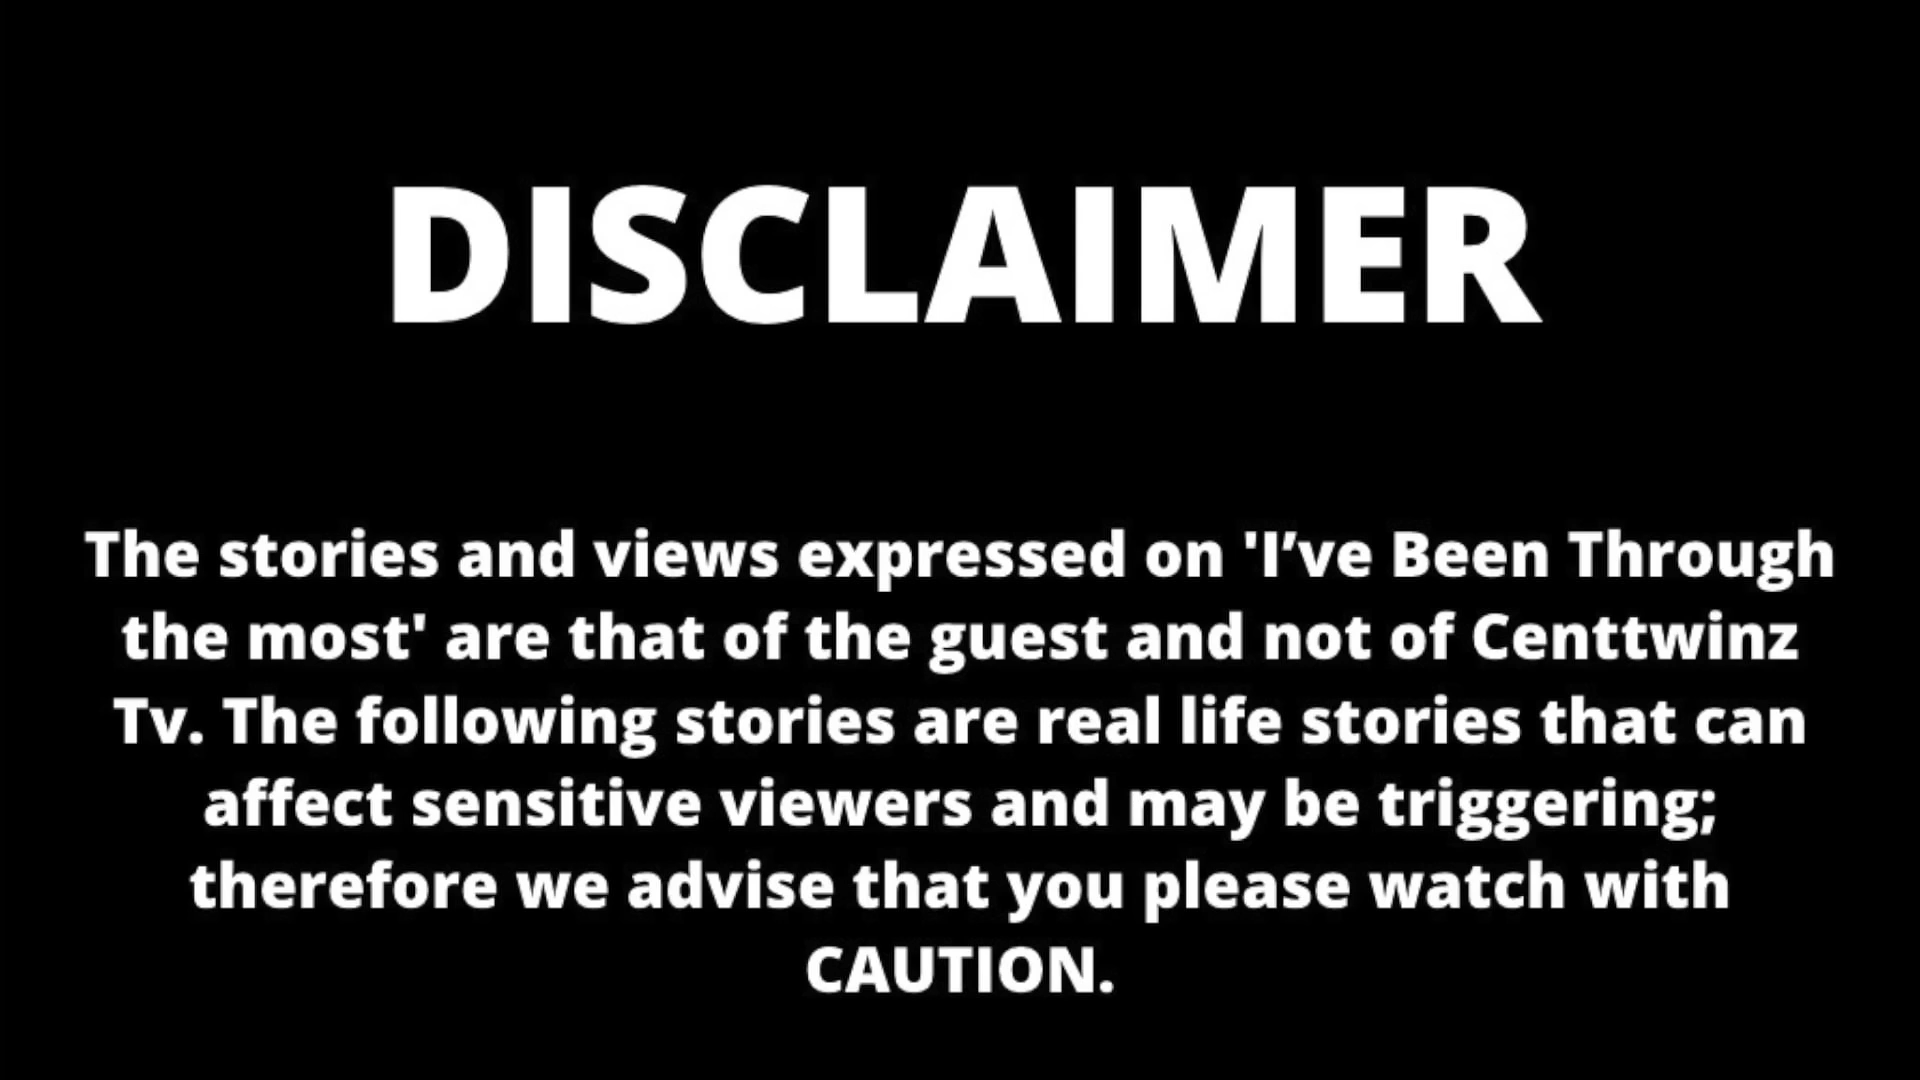 DISCLAIMER
The stories and views expressed on 'I’ve Been Through
the most' are that of the guest and not of Centtwinz
Tv. The following stories are real life stories that can
affect sensitive viewers and may be triggering;
therefore we advise that you please watch with
CAUTION.